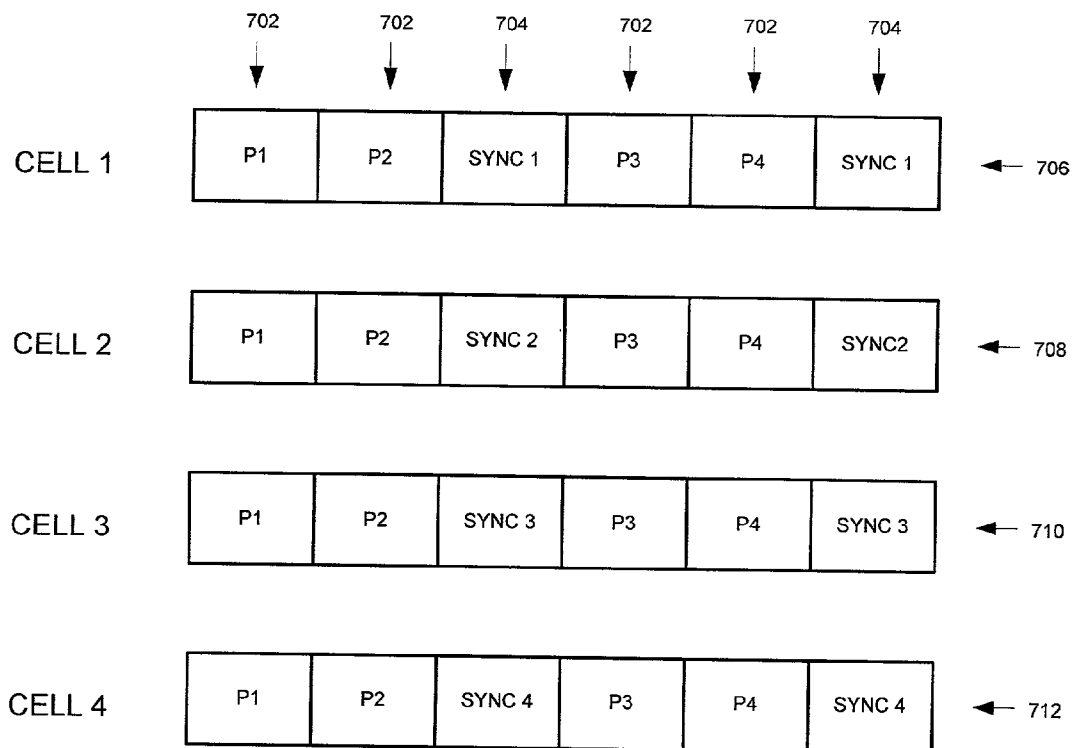 702 702 704 702 702 704
CELL 1 P1 P2 SYNC 1 P3 P4 SYNC 1 706
CELL 2 P1 P2 SYNC 2 P3 P4 SYNC2 708
CELL 3 P1 P2 SYNC 3 P3 P4 SYNC 3 710
CELL 4 P1 P2 SYNC 4 P3 P4 SYNC 4 712